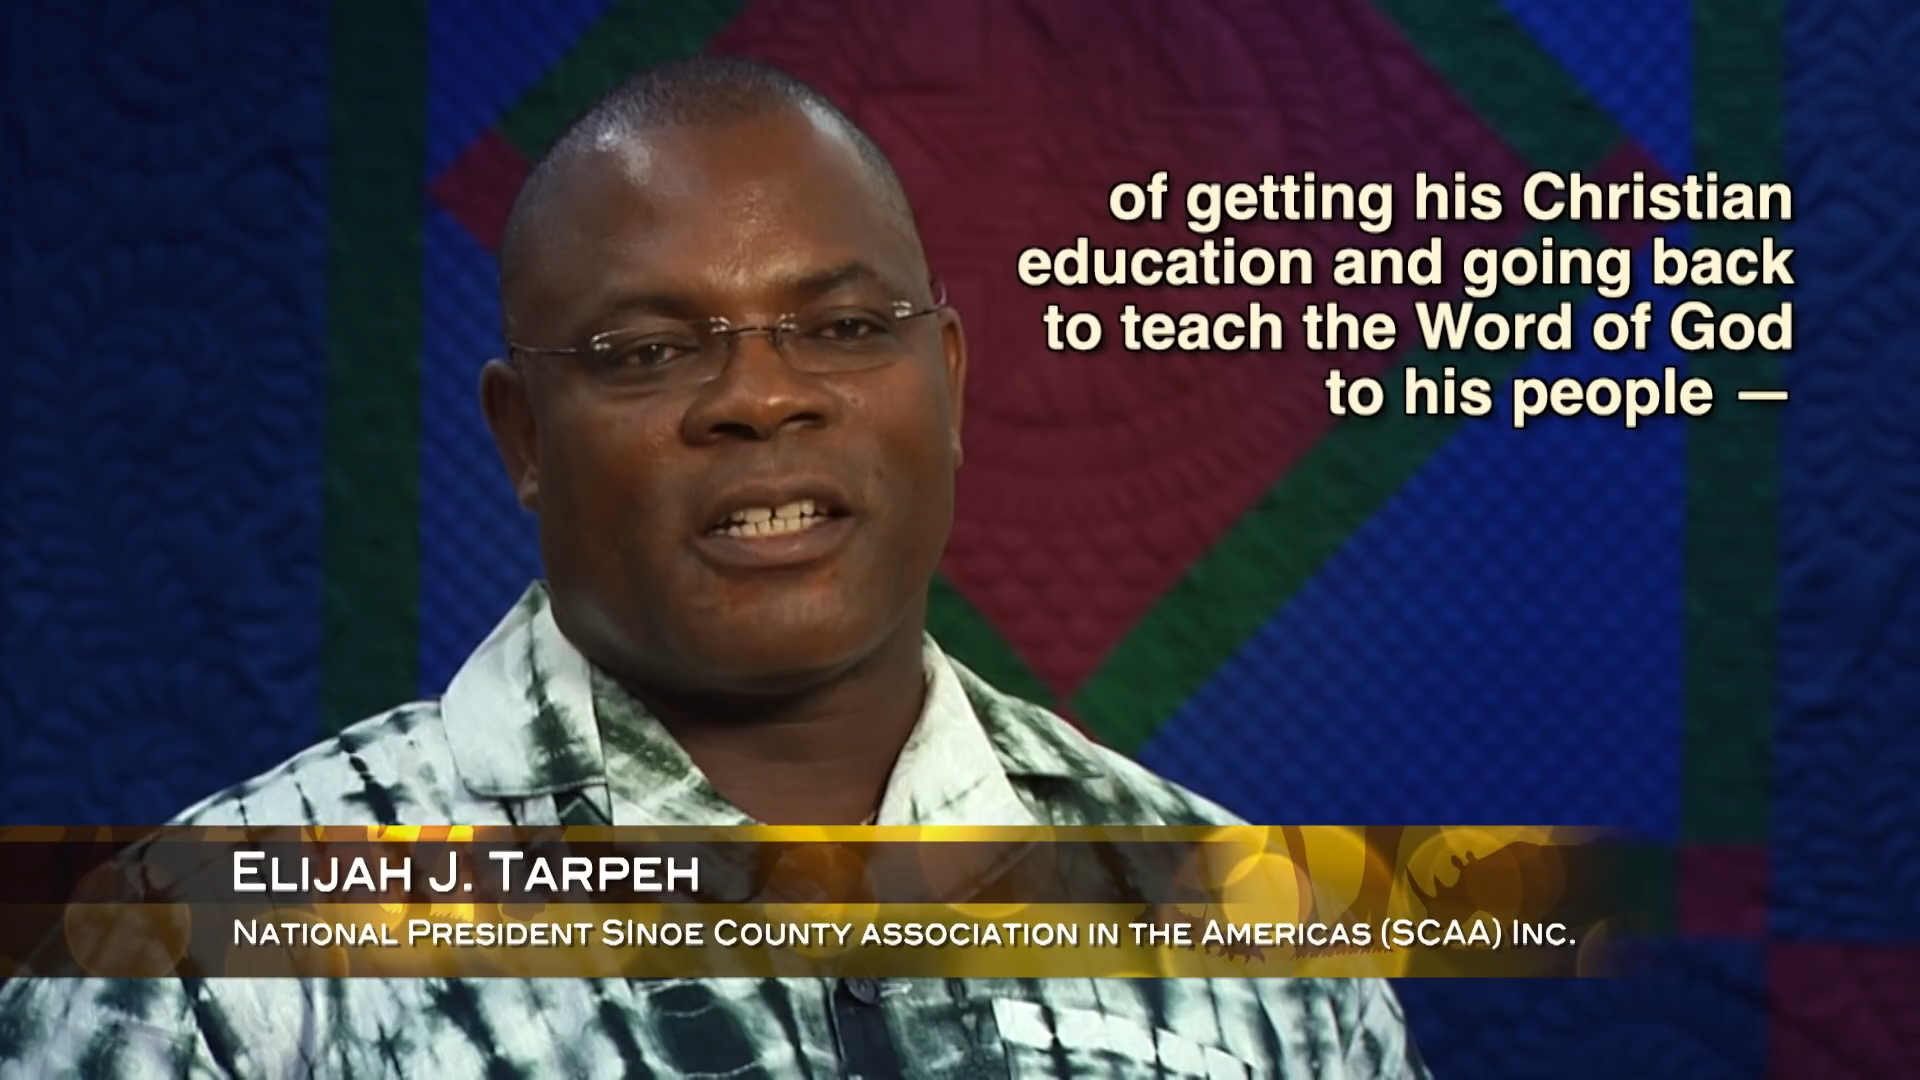 of getting his Christian
education and going back
to teach the Word of God
to his people —
ELIJAH J. TARPEH
NATIONAL PRESIDENT SINOE COUNTY ASSOCIATION IN THE AMERICAS (SCAA) INC.